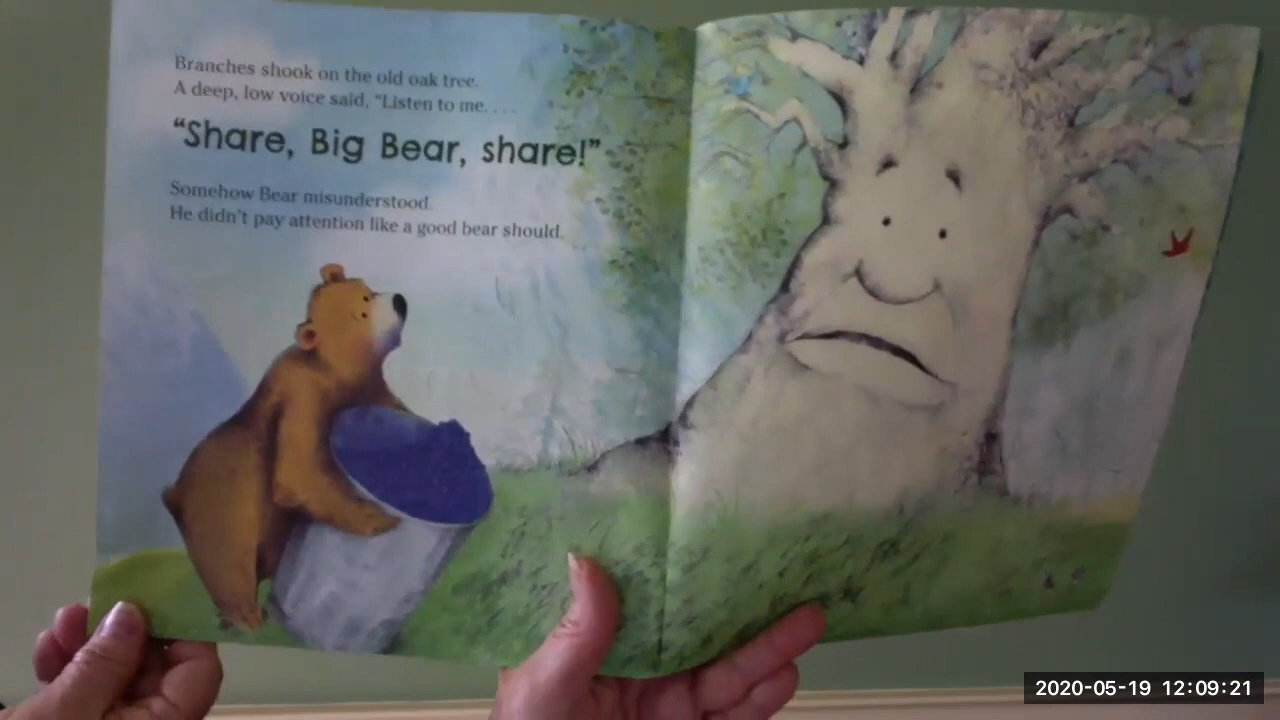 Branches shook on the old oak tree.
A deep, low voice said, “Listen to me. . . .
“Share, Big Bear, share!”
Somehow Bear misunderstood.
He didn’t pay attention like a good bear should.
2020-05-19 12:09:21